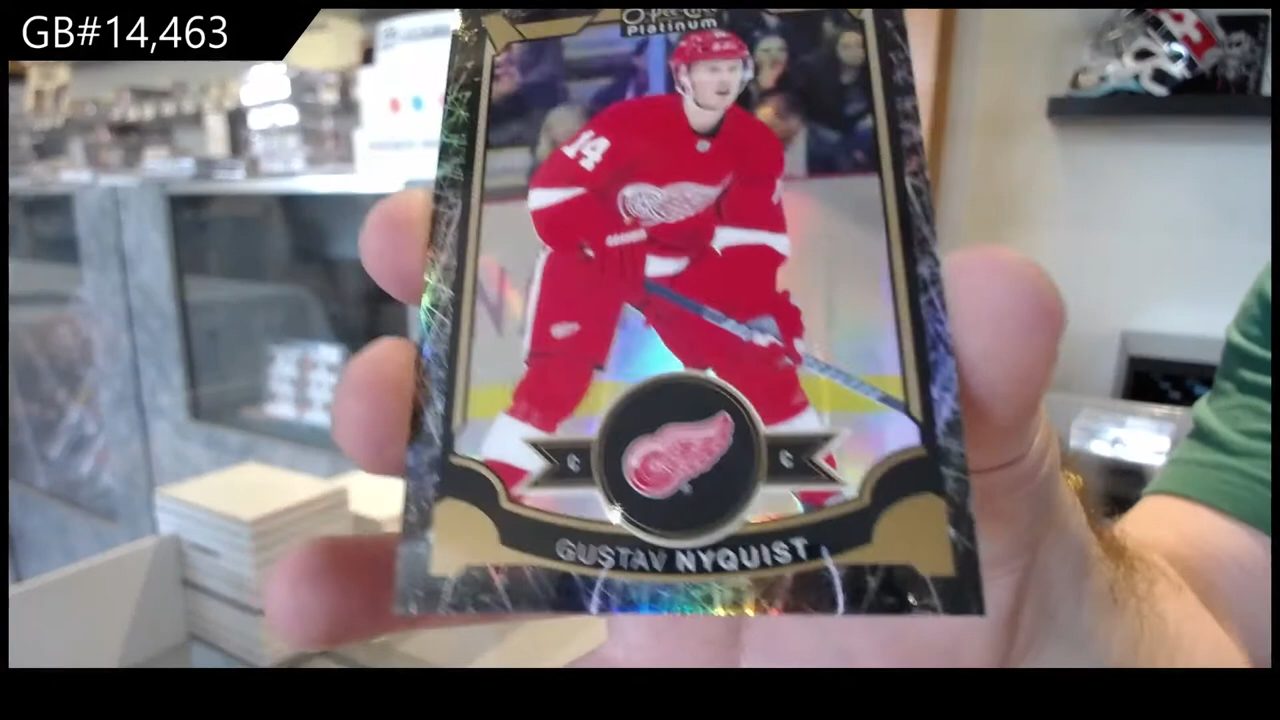 GB#14,463
O-Pee-Chee
Platinum
14
C C
GUSTAV NYQUIST